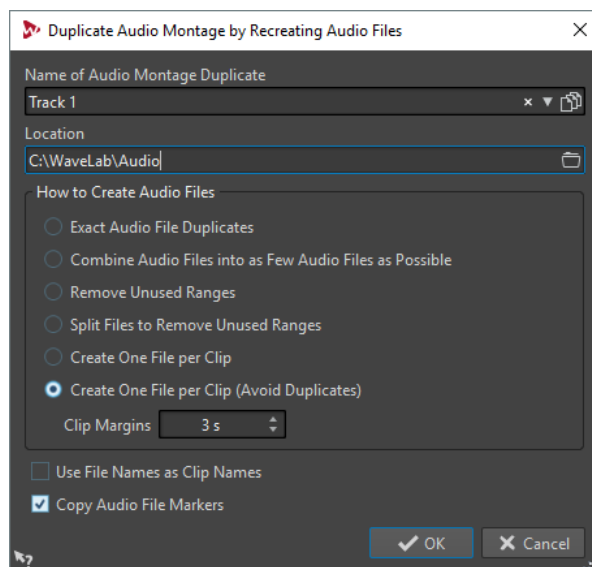 Duplicate Audio Montage by Recreating Audio Files
Name of Audio Montage Duplicate
Track 1
Location
C:\WaveLab\Audio
How to Create Audio Files
Exact Audio File Duplicates
Combine Audio Files into as Few Audio Files as Possible
Remove Unused Ranges
Split Files to Remove Unused Ranges
Create One File per Clip
Create One File per Clip (Avoid Duplicates)
Clip Margins 3 s
Use File Names as Clip Names
Copy Audio File Markers
OK Cancel
?